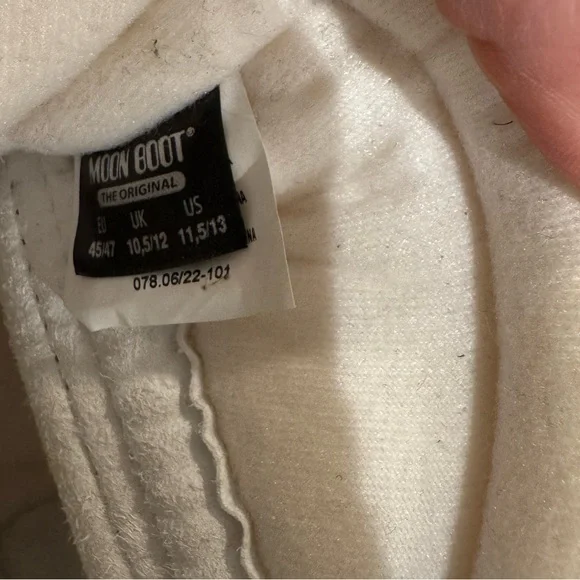 MOON BOOT®
THE ORIGINAL
EU UK US
45/47 10,5/12 11,5/13
078.06/22-101